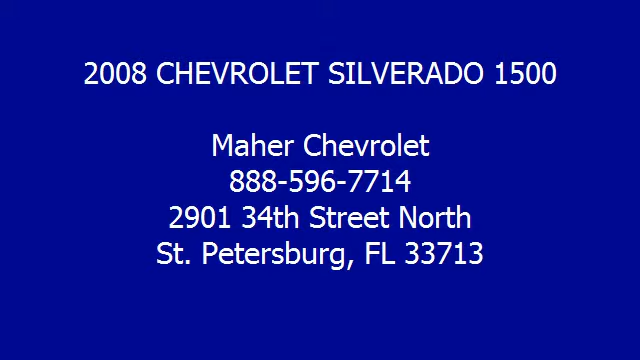 2008 CHEVROLET SILVERADO 1500
Maher Chevrolet
888-596-7714
2901 34th Street North
St. Petersburg, FL 33713